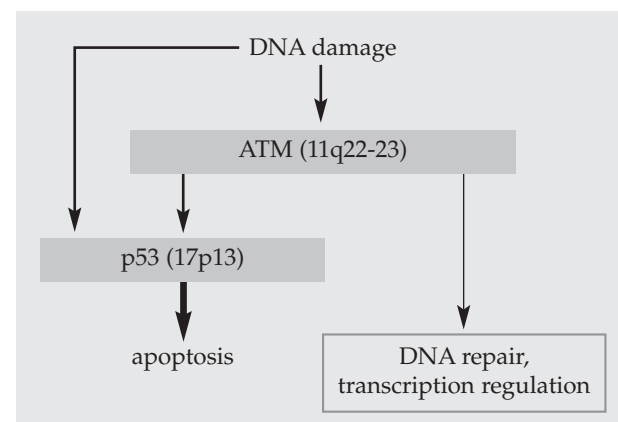 DNA damage
ATM (11q22-23)
p53 (17p13)
apoptosis
DNA repair,
transcription regulation